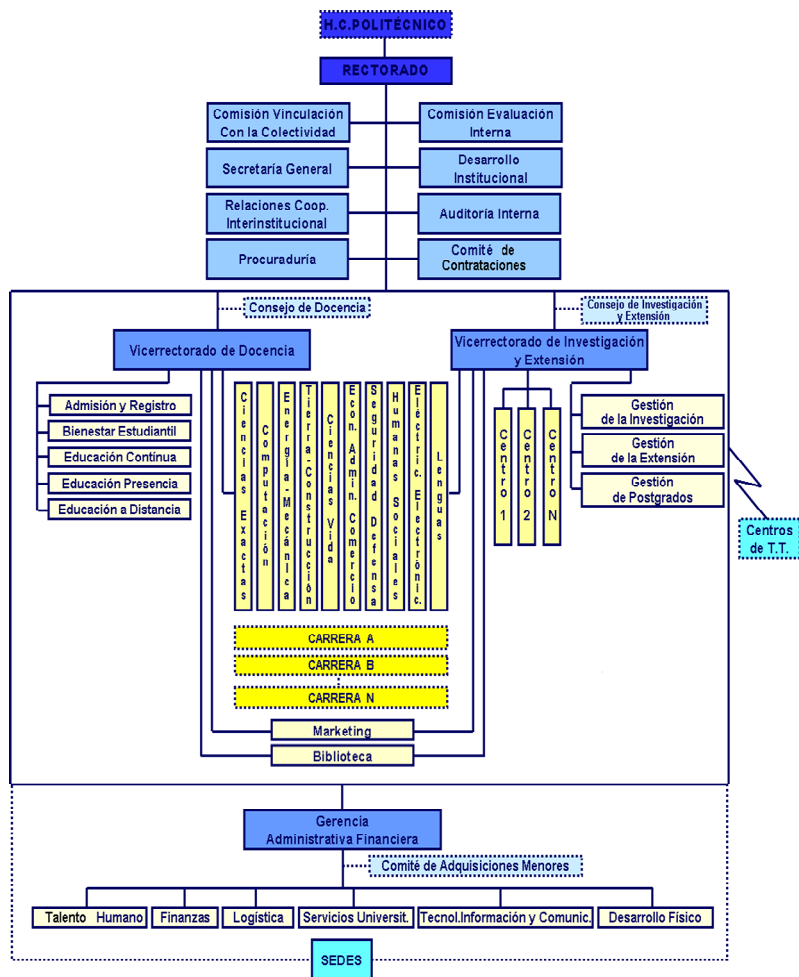 H.C.POLITÉCNICO
RECTORADO
Comisión Vinculación
Con la Colectividad
Comisión Evaluación
Interna
Secretaría General
Desarrollo
Institucional
Relaciones Coop.
Interinstitucional
Auditoría Interna
Procuraduría
Comité de
Contrataciones
Consejo de Docencia
Consejo de Investigación
y Extensión
Vicerrectorado de Docencia
Vicerrectorado de Investigación
y Extensión
Admisión y Registro
Bienestar Estudiantil
Educación Contínua
Educación Presencia
Educación a Distancia
Ciencias Exactas
Computación
Energía-Mecánica
Tierra-Construcción
Ciencias Vida
Econ. Admin. Comercio
Seguridad Defensa
Humanas Sociales
Eléctric. Electrónic.
Lenguas
Centro 1
Centro 2
Centro N
Gestión
de la Investigación
Gestión
de la Extensión
Gestión
de Postgrados
Centros
de T.T.
CARRERA A
CARRERA B
CARRERA N
Marketing
Biblioteca
Gerencia
Administrativa Financiera
Comité de Adquisiciones Menores
Talento Humano
Finanzas
Logística
Servicios Universit.
Tecnol.Información y Comunic.
Desarrollo Físico
SEDES